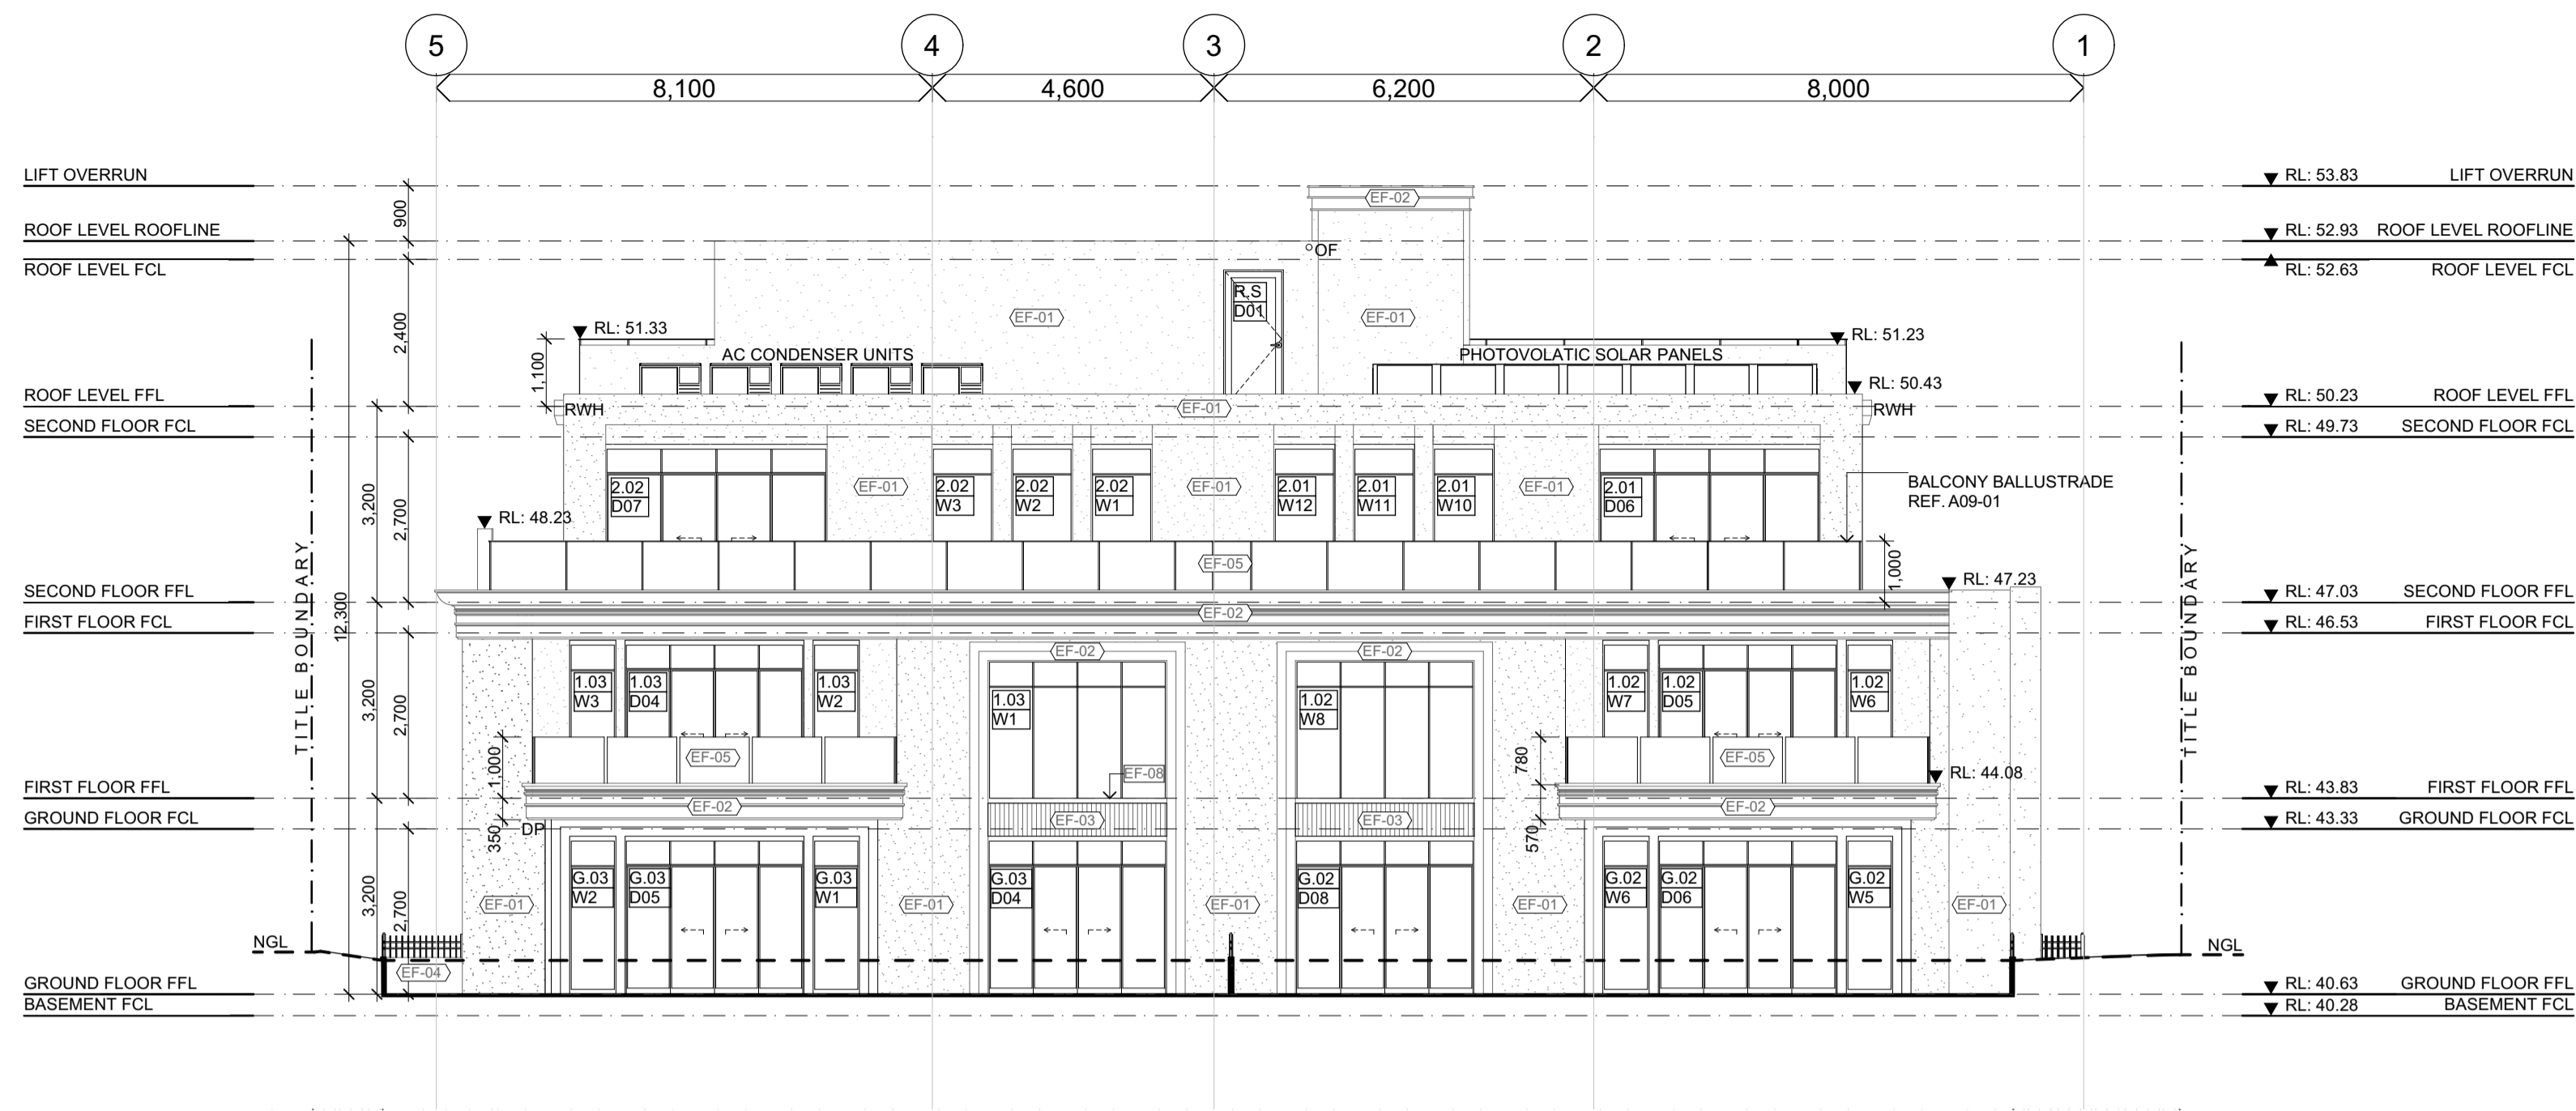 5 4 3 2 1
8,100 4,600 6,200 8,000
LIFT OVERRUN
RL: 53.83 LIFT OVERRUN
EF-02
900
ROOF LEVEL ROOFLINE
RL: 52.93 ROOF LEVEL ROOFLINE
OF
ROOF LEVEL FCL
RL: 52.63 ROOF LEVEL FCL
R.S
D01
EF-01 EF-01
2,400
RL: 51.33
RL: 51.23
AC CONDENSER UNITS
PHOTOVOLATIC SOLAR PANELS
1,100
RL: 50.43
ROOF LEVEL FFL
RL: 50.23 ROOF LEVEL FFL
RWH EF-01 RWH
SECOND FLOOR FCL
RL: 49.73 SECOND FLOOR FCL
BALCONY BALLUSTRADE
REF. A09-01
2.02 EF-01 2.02 2.02 2.02 EF-01 2.01 2.01 2.01 EF-01 2.01
D07 W3 W2 W1 W12 W11 W10 D06
3,200 2,700
RL: 48.23
EF-05
1,000
RL: 47.23
SECOND FLOOR FFL
RL: 47.03 SECOND FLOOR FFL
EF-02
12,300
FIRST FLOOR FCL
RL: 46.53 FIRST FLOOR FCL
TITLE BOUNDARY
TITLE BOUNDARY
EF-02 EF-02
1.03 1.03 1.03 1.03 1.02 1.02 1.02 1.02
W3 D04 W2 W1 W8 W7 D05 W6
3,200 2,700
1,000 EF-05 780 EF-05
EF-08
RL: 44.08
FIRST FLOOR FFL
RL: 43.83 FIRST FLOOR FFL
EF-02 EF-02
EF-03 EF-03
GROUND FLOOR FCL
RL: 43.33 GROUND FLOOR FCL
350 DP 570
G.03 G.03 G.03 G.03 G.02 G.02 G.02 G.02
W2 D05 W1 D04 D08 W6 D06 W5
3,200 2,700
EF-01 EF-01 EF-01 EF-01 EF-01
NGL NGL
EF-04
GROUND FLOOR FFL
RL: 40.63 GROUND FLOOR FFL
BASEMENT FCL
RL: 40.28 BASEMENT FCL